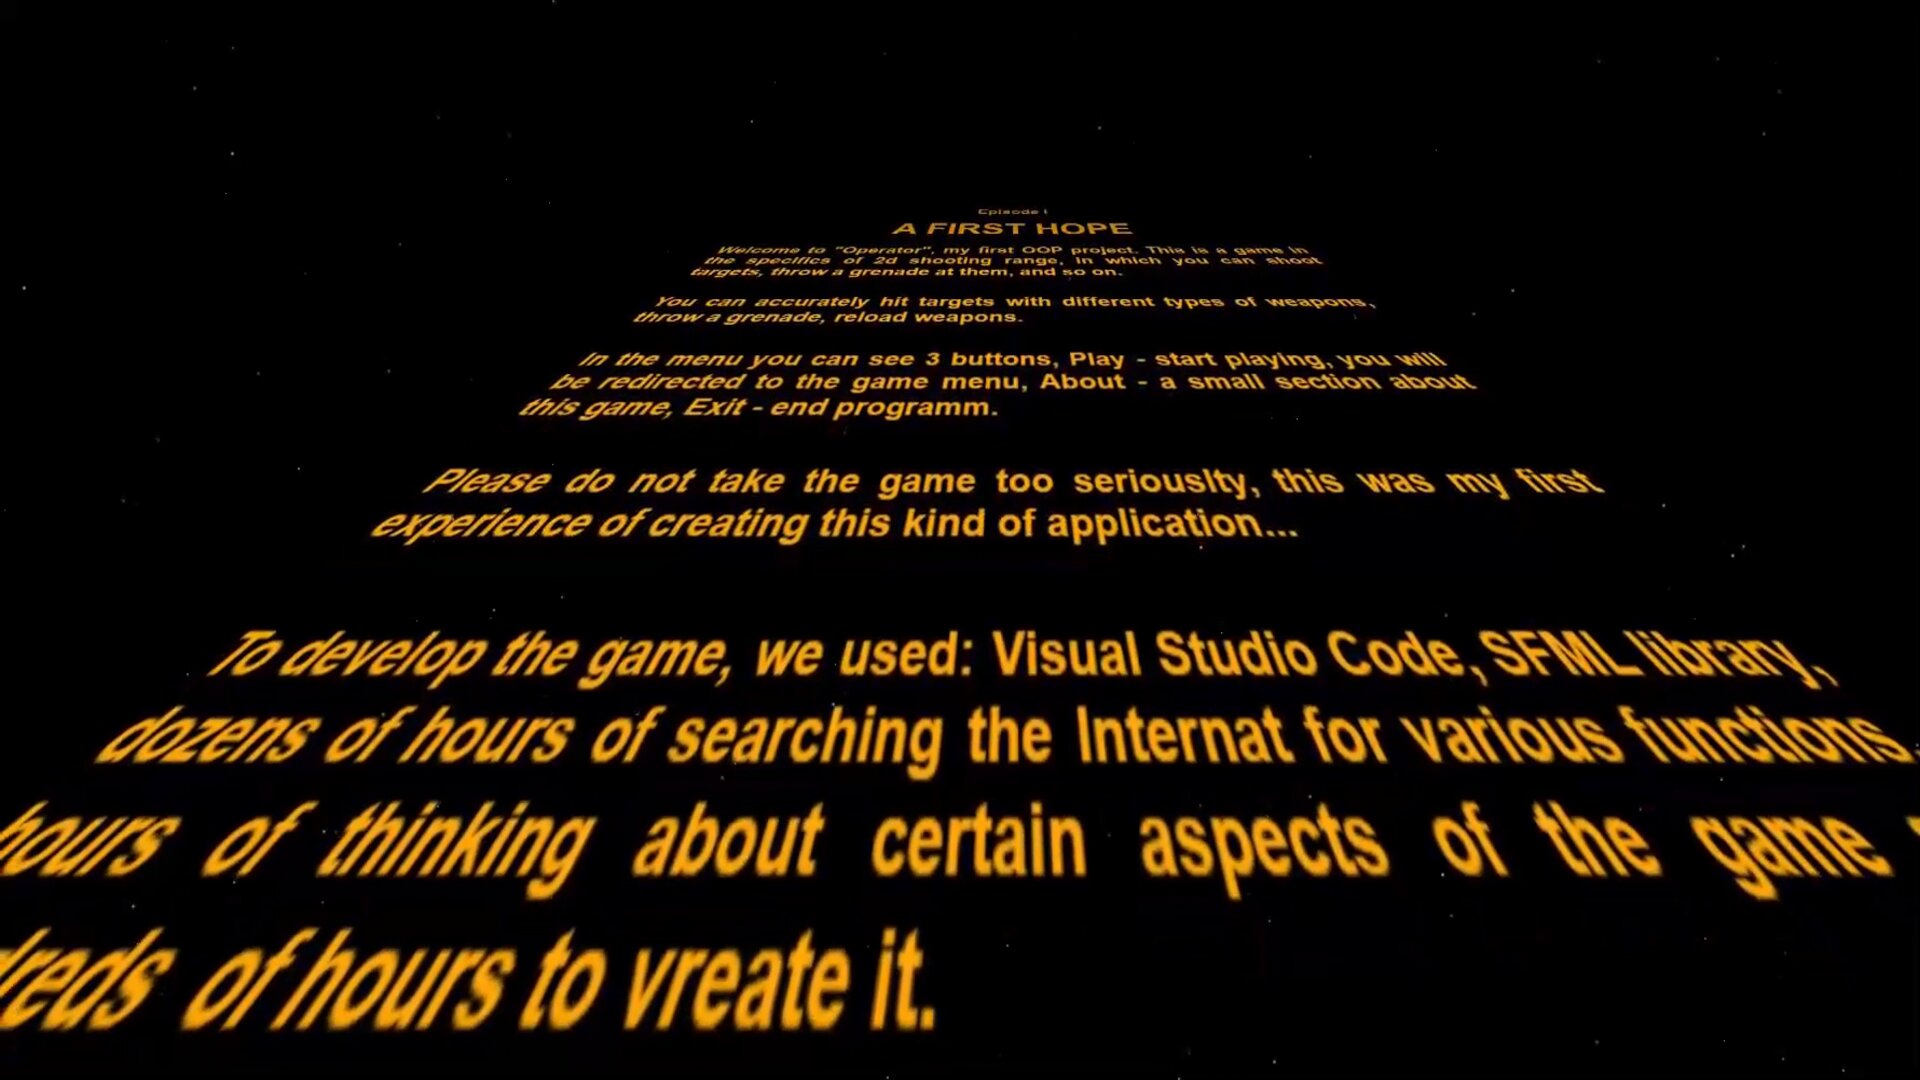 Episode I
A FIRST HOPE
Welcome to "Operator", my first OOP project. This is a game in
the specifics of 2d shooting range, in which you can shoot
targets, throw a grenade at them, and so on.
You can accurately hit targets with different types of weapons,
throw a grenade, reload weapons.
In the menu you can see 3 buttons, Play - start playing, you will
be redirected to the game menu, About - a small section about
this game, Exit - end programm.
Please do not take the game too seriouslty, this was my first
experience of creating this kind of application...
To develop the game, we used: Visual Studio Code, SFML library,
dozens of hours of searching the Internat for various functions.
hours of thinking about certain aspects of the game
of hours to vreate it.